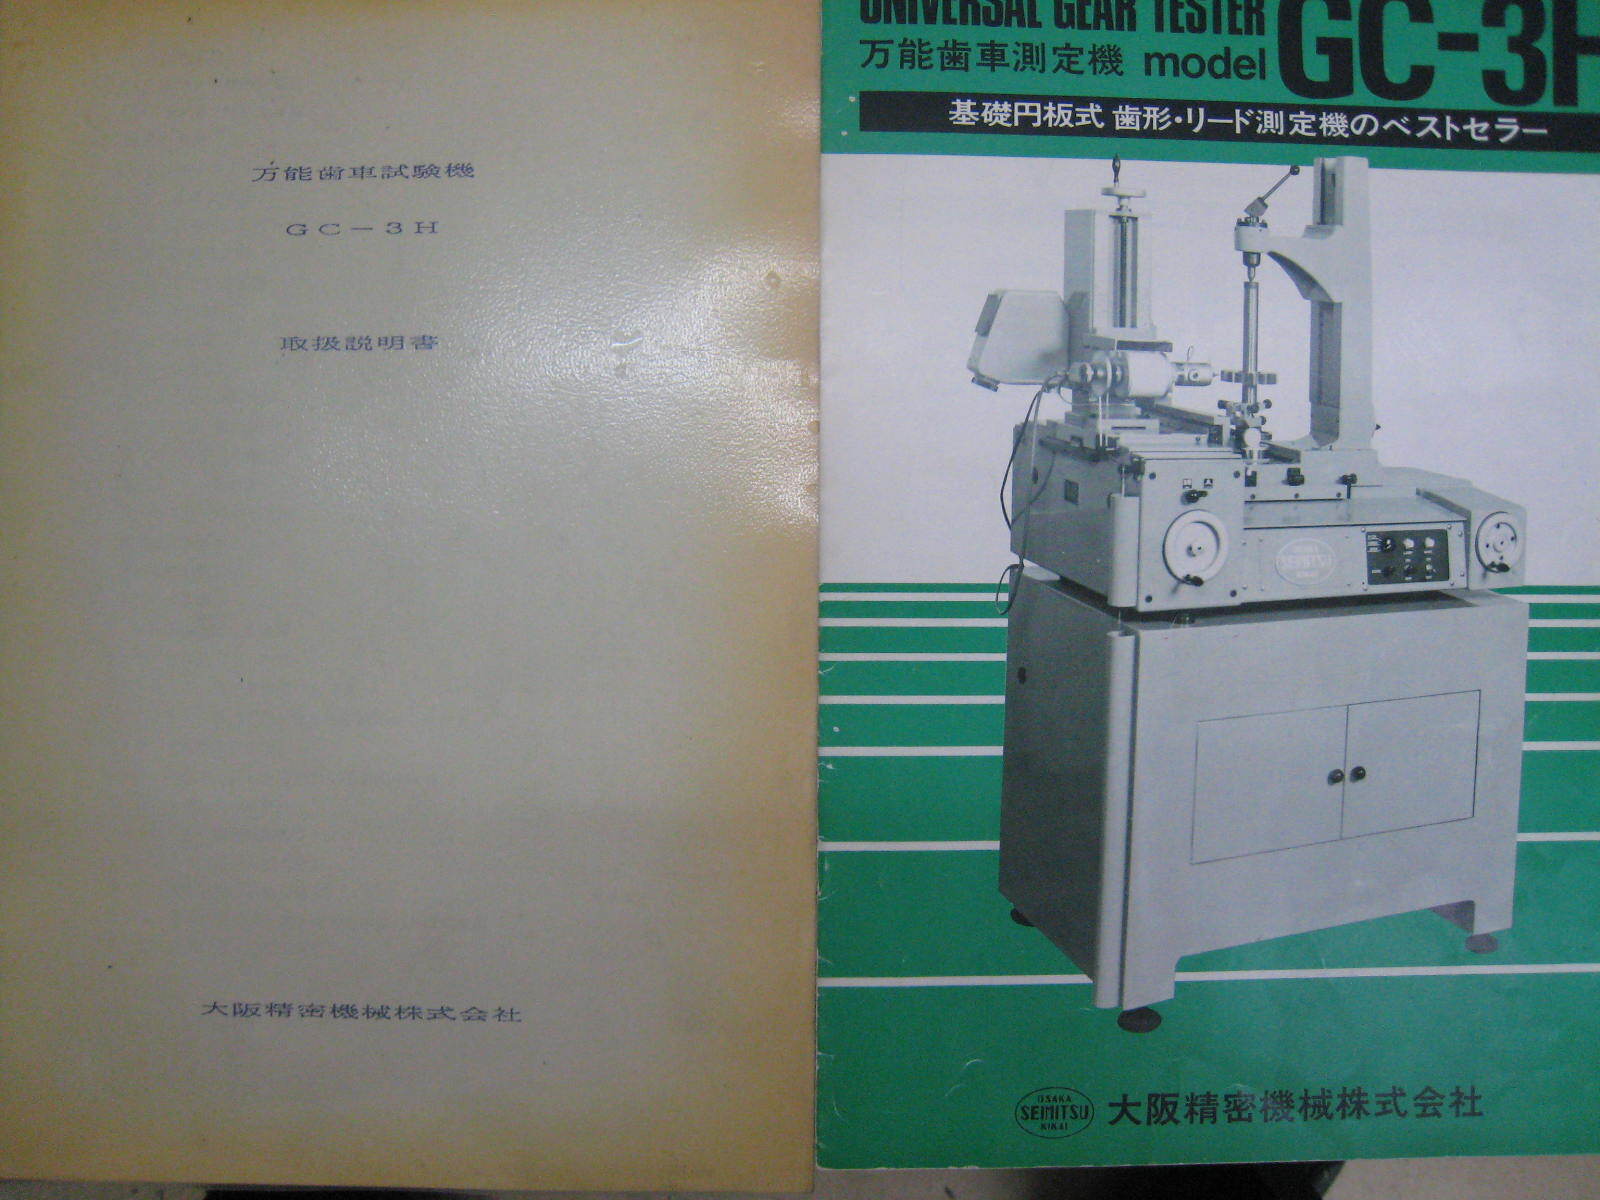 万能歯車試験機
GC-3H
取扱説明書
大阪精密機械株式会社
UNIVERSAL GEAR TESTER
万能歯車測定機 model GC-3H
基礎円板式 歯形・リード測定機のベストセラー
OSAKA
SEIMITSU
KIKAI
OSAKA
SEIMITSU
KIKAI
大阪精密機械株式会社